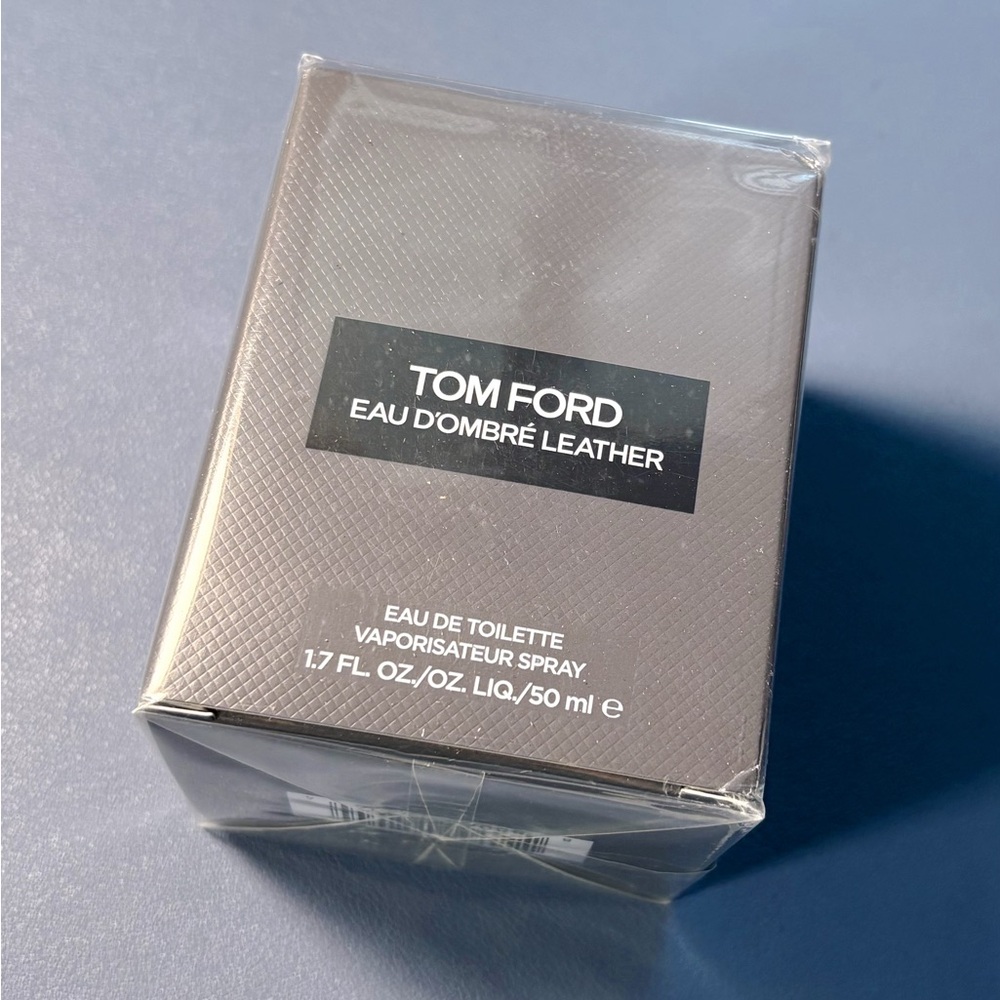 TOM FORD
EAU D'OMBRÉ LEATHER
EAU DE TOILETTE
VAPORISATEUR SPRAY
1.7 FL. OZ./OZ. LIQ./50 ml ℮